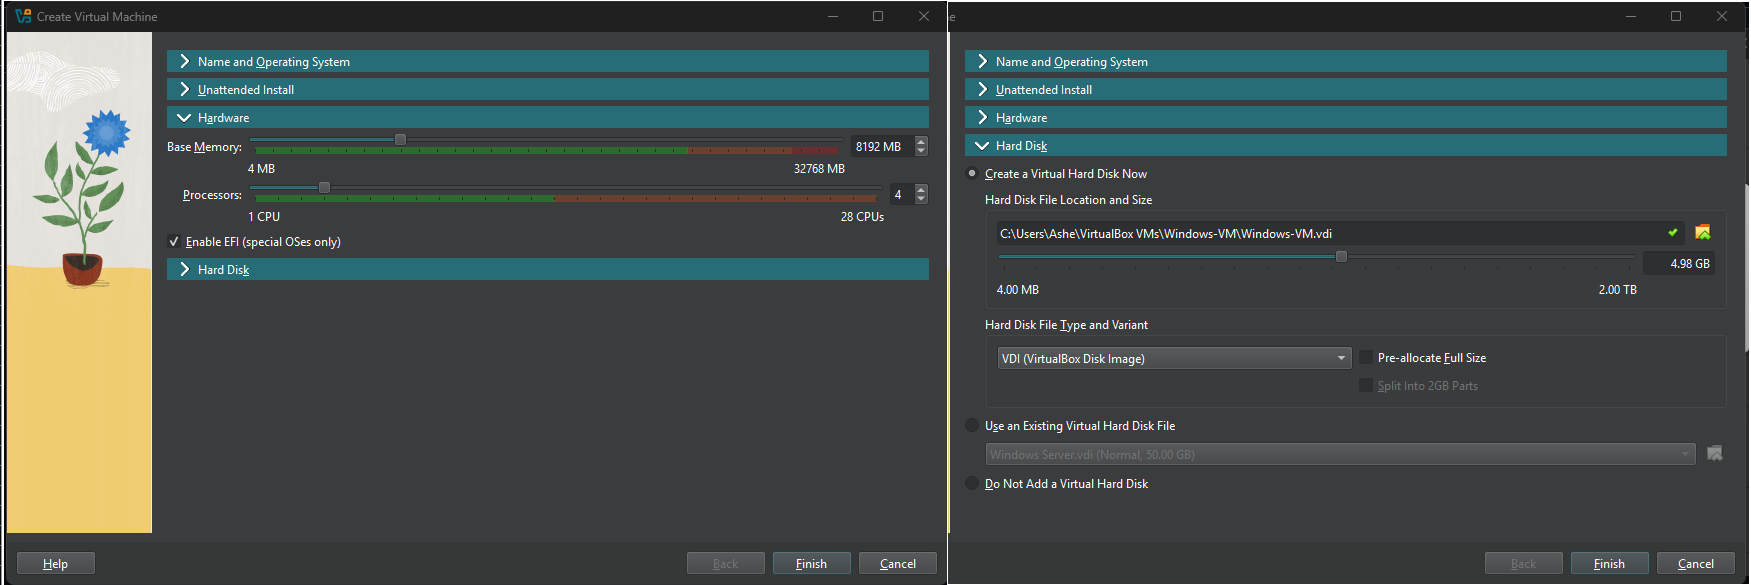 Create Virtual Machine
Name and Operating System
Unattended Install
Hardware
Base Memory:
8192 MB
4 MB
32768 MB
Processors:
4
1 CPU
28 CPUs
Enable EFI (special OSes only)
Hard Disk
Help
Back
Finish
Cancel
e
Name and Operating System
Unattended Install
Hardware
Hard Disk
Create a Virtual Hard Disk Now
Hard Disk File Location and Size
C:\Users\Ashe\VirtualBox VMs\Windows-VM\Windows-VM.vdi
4.98 GB
4.00 MB
2.00 TB
Hard Disk File Type and Variant
VDI (VirtualBox Disk Image)
Pre-allocate Full Size
Split Into 2GB Parts
Use an Existing Virtual Hard Disk File
Windows Server.vdi (Normal, 50.00 GB)
Do Not Add a Virtual Hard Disk
Back
Finish
Cancel